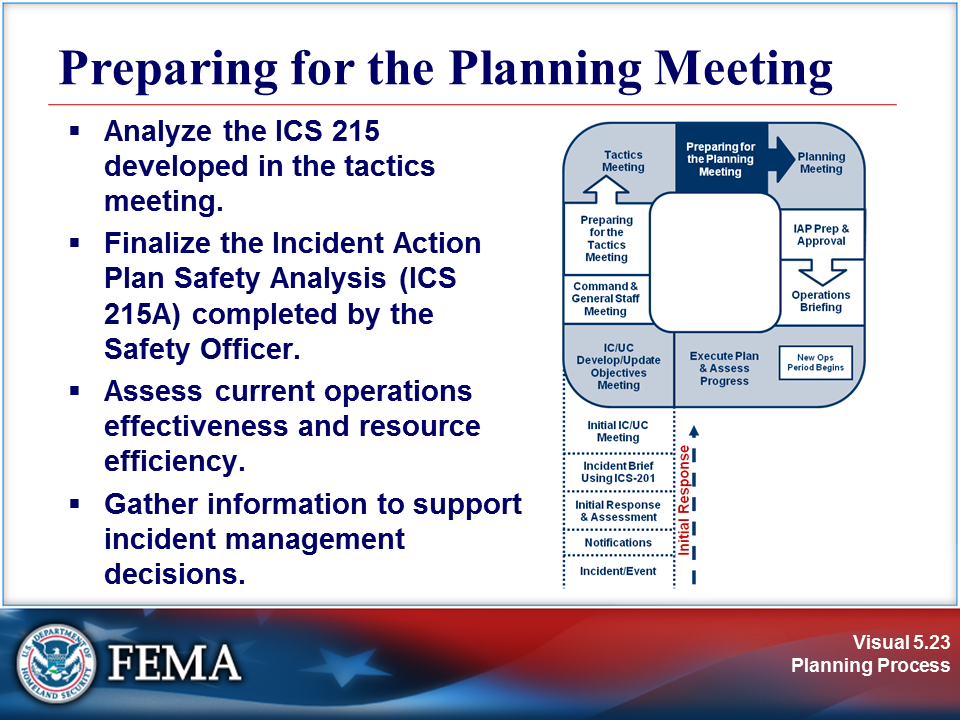 Preparing for the Planning Meeting
▪ Analyze the ICS 215
developed in the tactics
meeting.
▪ Finalize the Incident Action
Plan Safety Analysis (ICS
215A) completed by the
Safety Officer.
▪ Assess current operations
effectiveness and resource
efficiency.
▪ Gather information to support
incident management
decisions.
Tactics
Meeting
Preparing for
the Planning
Meeting
Planning
Meeting
Preparing
for the
Tactics
Meeting
IAP Prep &
Approval
Command &
General Staff
Meeting
Operations
Briefing
IC/UC
Develop/Update
Objectives
Meeting
Execute Plan
& Assess
Progress
New Ops
Period Begins
Initial IC/UC
Meeting
Incident Brief
Using ICS-201
Initial Response
& Assessment
Notifications
Incident/Event
Initial Response
U.S. DEPARTMENT OF
HOMELAND SECURITY
FEMA
Visual 5.23
Planning Process